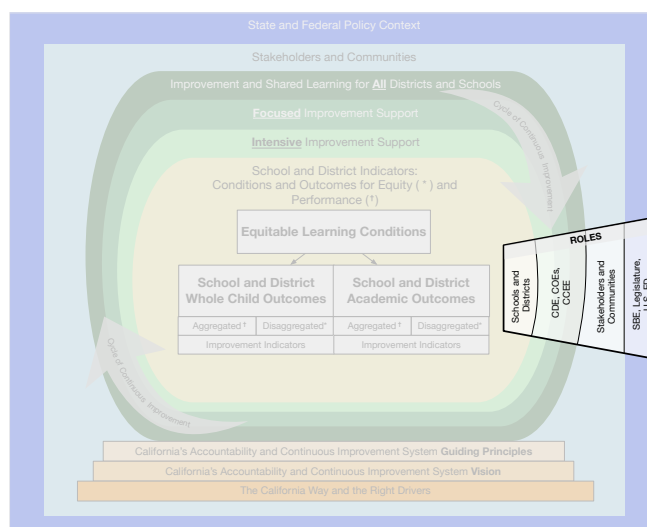 State and Federal Policy Context
Stakeholders and Communities
Improvement and Shared Learning for All Districts and Schools
Focused Improvement Support
Intensive Improvement Support
School and District Indicators:
Conditions and Outcomes for Equity ( * ) and
Performance (†)
Equitable Learning Conditions
School and District
Whole Child Outcomes
School and District
Academic Outcomes
Aggregated †
Disaggregated*
Aggregated †
Disaggregated*
Improvement Indicators
Improvement Indicators
Cycle of Continuous Improvement
Cycle of Continuous Improvement
ROLES
Schools and
Districts
CDE, COEs,
CCEE
Stakeholders and
Communities
SBE, Legislature,
California's Accountability and Continuous Improvement System Guiding Principles
California's Accountability and Continuous Improvement System Vision
The California Way and the Right Drivers